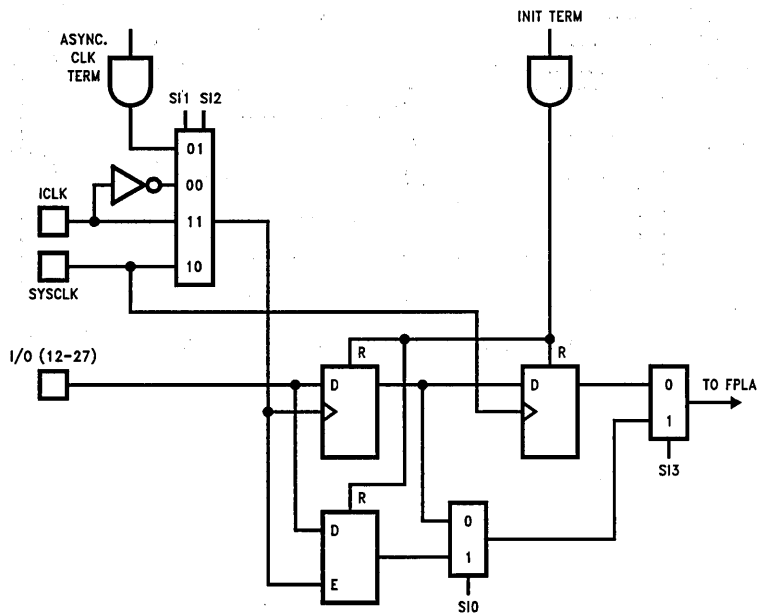 INIT TERM
ASYNC.
CLK
TERM
SI1 SI2
01
00
ICLK
11
10
SYSCLK
I/O (12-27)
R
R
D
D
0
TO FPLA
1
SI3
R
D
0
1
E
SI0